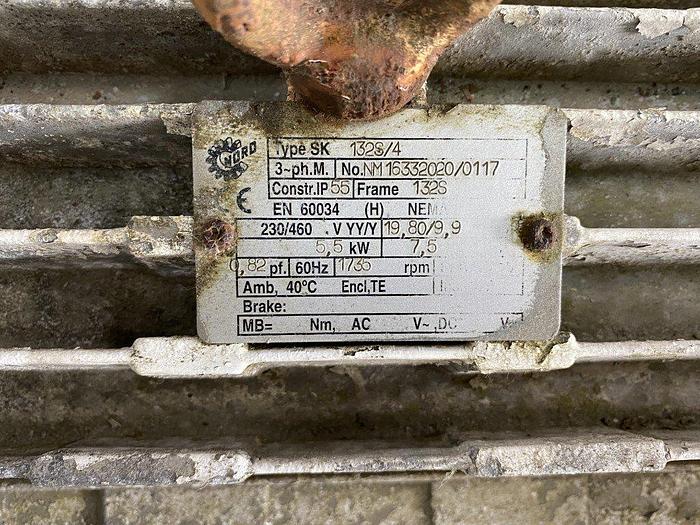 NORD
Type SK 132S/4
3~ph.M. No.NM 16332020/0117
Constr.IP 55 Frame 132S
CE EN 60034 (H) NEMA
230/460 V YY/Y 19,80/9,9
5,5 kW 7,5
0,82 pf. 60Hz 1735 rpm
Amb, 40°C Encl,TE
Brake:
MB= Nm, AC V~,DC